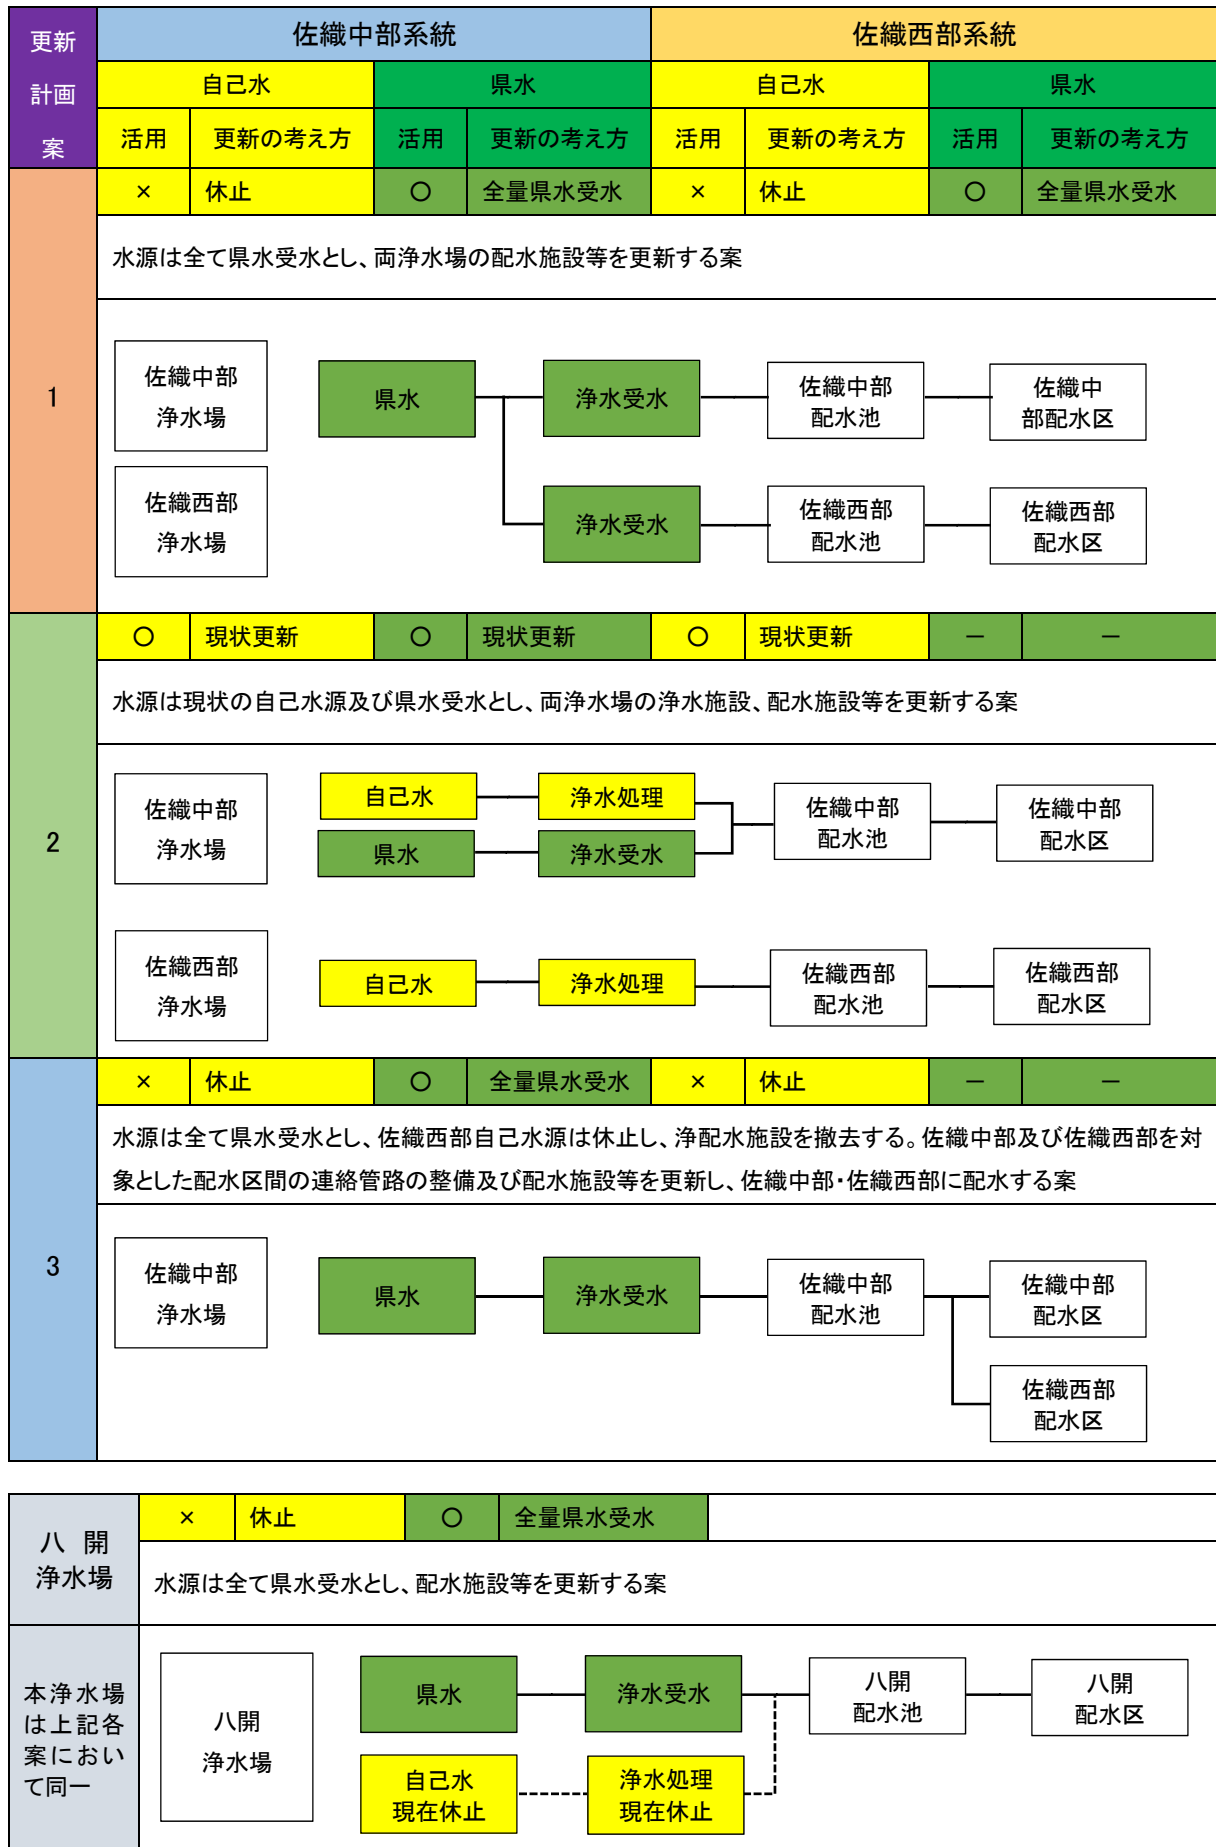 更新
計画
案
佐織中部系統
佐織西部系統
自己水
県水
自己水
県水
活用
更新の考え方
活用
更新の考え方
活用
更新の考え方
活用
更新の考え方
1
×
休止
○
全量県水受水
×
休止
○
全量県水受水
水源は全て県水受水とし、両浄水場の配水施設等を更新する案
佐織中部
浄水場
県水
浄水受水
佐織中部
配水池
佐織中
部配水区
佐織西部
浄水場
浄水受水
佐織西部
配水池
佐織西部
配水区
2
○
現状更新
○
現状更新
○
現状更新
－
－
水源は現状の自己水源及び県水受水とし、両浄水場の浄水施設、配水施設等を更新する案
佐織中部
浄水場
自己水
浄水処理
県水
浄水受水
佐織中部
配水池
佐織中部
配水区
佐織西部
浄水場
自己水
浄水処理
佐織西部
配水池
佐織西部
配水区
3
×
休止
○
全量県水受水
×
休止
－
－
水源は全て県水受水とし、佐織西部自己水源は休止し、浄配水施設を撤去する。佐織中部及び佐織西部を対
象とした配水区間の連絡管路の整備及び配水施設等を更新し、佐織中部・佐織西部に配水する案
佐織中部
浄水場
県水
浄水受水
佐織中部
配水池
佐織中部
配水区
佐織西部
配水区
八 開
浄水場
×
休止
○
全量県水受水
水源は全て県水受水とし、配水施設等を更新する案
本浄水場
は上記各
案におい
て同一
八開
浄水場
県水
浄水受水
八開
配水池
八開
配水区
自己水
現在休止
浄水処理
現在休止